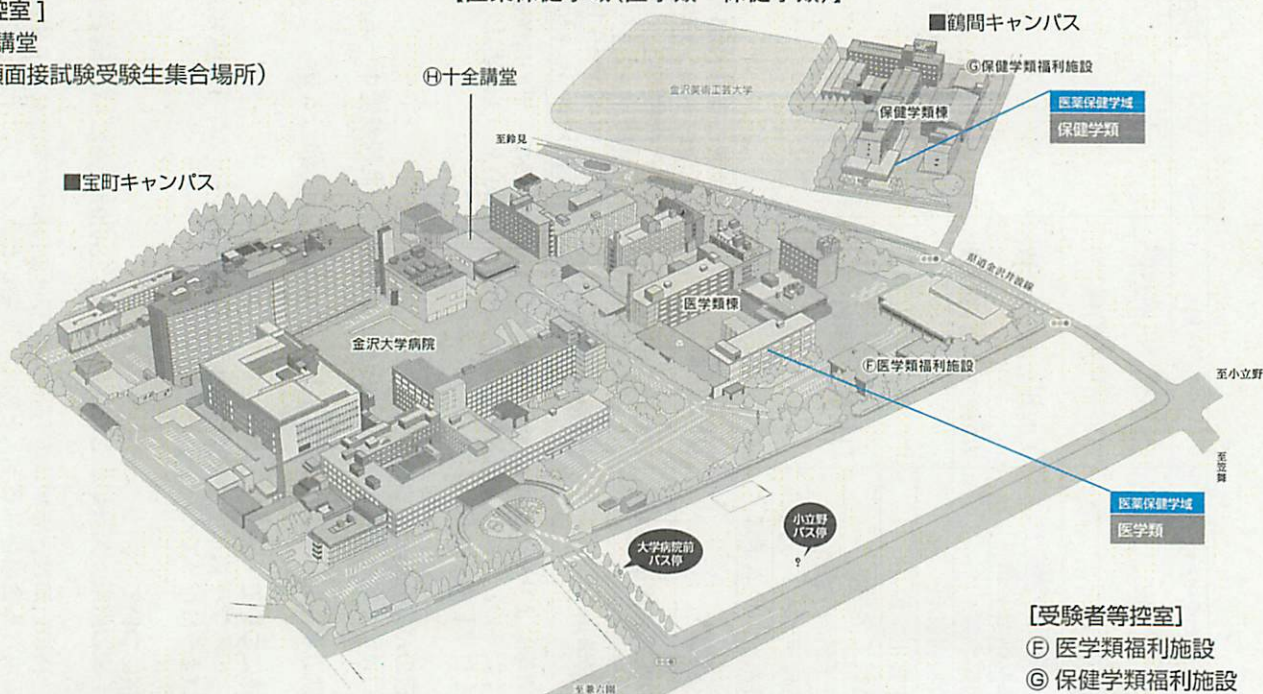 控室]
講堂
面接試験受験生集合場所)
■鶴間キャンパス
Ⓗ十全講堂
Ⓖ保健学類福利施設
金沢美術工芸大学
医薬保健学域
保健学類
保健学類棟
至鈴見
■宝町キャンパス
県道金沢井波線
医学類棟
金沢大学病院
Ⓕ医学類福利施設
至小立野
至笠舞
医薬保健学域
医学類
小立野
バス停
大学病院前
バス停
[受験者等控室]
Ⓕ 医学類福利施設
Ⓖ 保健学類福利施設
至兼六園